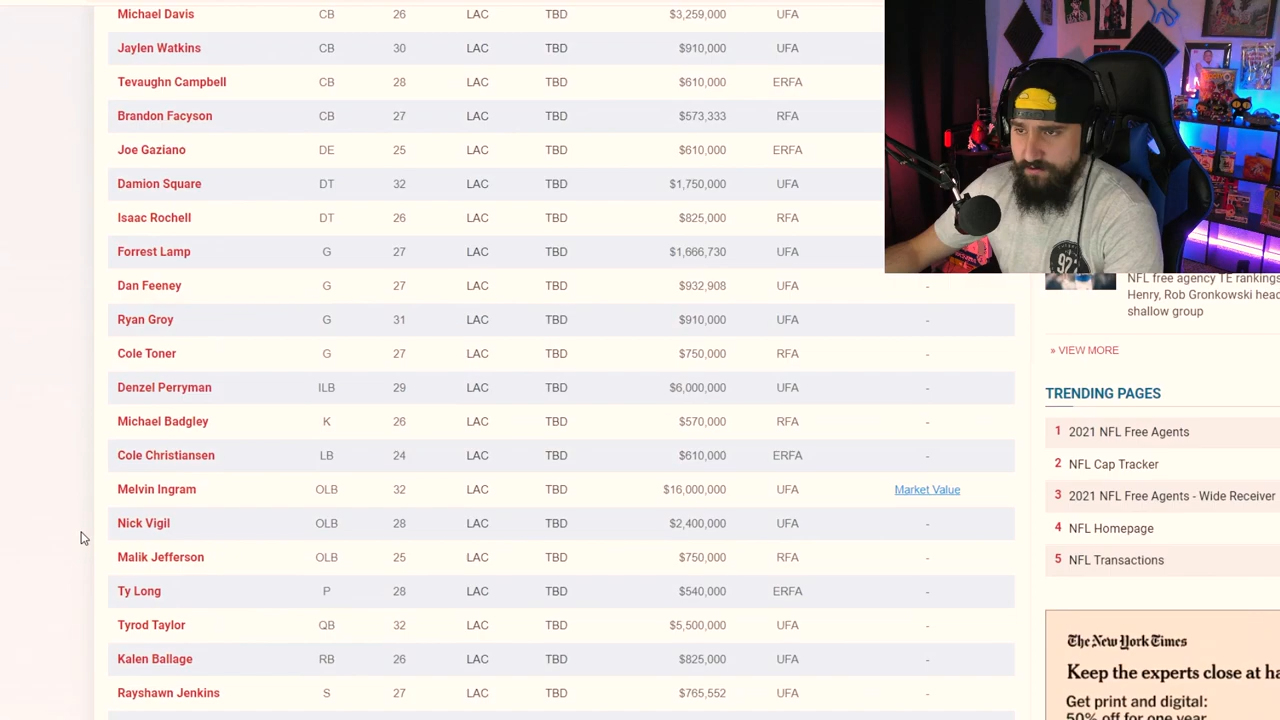 Michael Davis CB 26 LAC TBD $3,259,000 UFA
Jaylen Watkins CB 30 LAC TBD $910,000 UFA
Tevaughn Campbell CB 28 LAC TBD $610,000 ERFA
Brandon Facyson CB 27 LAC TBD $573,333 RFA
Joe Gaziano DE 25 LAC TBD $610,000 ERFA
Damion Square DT 32 LAC TBD $1,750,000 UFA
Isaac Rochell DT 26 LAC TBD $825,000 RFA
Forrest Lamp G 27 LAC TBD $1,666,730 UFA
Dan Feeney G 27 LAC TBD $932,908 UFA -
Ryan Groy G 31 LAC TBD $910,000 UFA -
Cole Toner G 27 LAC TBD $750,000 RFA -
Denzel Perryman ILB 29 LAC TBD $6,000,000 UFA -
Michael Badgley K 26 LAC TBD $570,000 RFA -
Cole Christiansen LB 24 LAC TBD $610,000 ERFA -
Melvin Ingram OLB 32 LAC TBD $16,000,000 UFA Market Value
Nick Vigil OLB 28 LAC TBD $2,400,000 UFA -
Malik Jefferson OLB 25 LAC TBD $750,000 RFA -
Ty Long P 28 LAC TBD $540,000 ERFA -
Tyrod Taylor QB 32 LAC TBD $5,500,000 UFA -
Kalen Ballage RB 26 LAC TBD $825,000 UFA -
Rayshawn Jenkins S 27 LAC TBD $765,552 UFA -
92
NFL free agency TE rankings
Henry, Rob Gronkowski head
shallow group
» VIEW MORE
TRENDING PAGES
1 2021 NFL Free Agents
2 NFL Cap Tracker
3 2021 NFL Free Agents - Wide Receiver
4 NFL Homepage
5 NFL Transactions
The New York Times
Keep the experts close at ha
Get print and digital:
50% off for one year